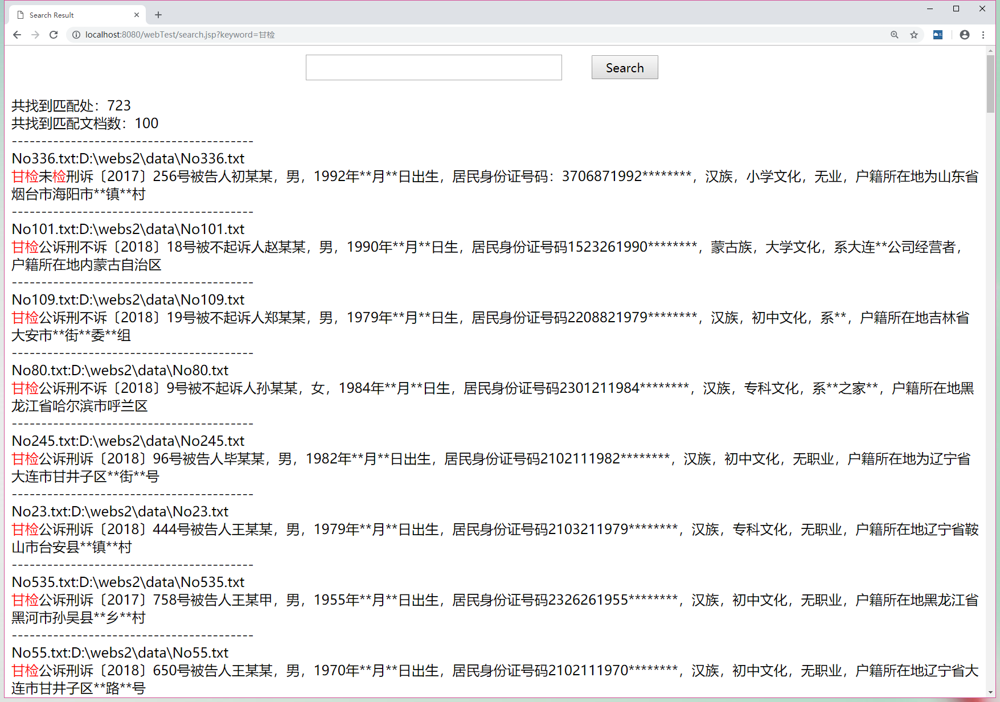 Search Result
localhost:8080/webTest/search.jsp?keyword=甘检
Search
共找到匹配处：723
共找到匹配文档数：100
----------------------------------------
No336.txt:D:\webs2\data\No336.txt
甘检未检刑诉〔2017〕256号被告人初某某，男，1992年**月**日出生，居民身份证号码：3706871992********，汉族，小学文化，无业，户籍所在地为山东省
烟台市海阳市**镇**村
----------------------------------------
No101.txt:D:\webs2\data\No101.txt
甘检公诉刑不诉〔2018〕18号被不起诉人赵某某，男，1990年**月**日生，居民身份证号码1523261990********，蒙古族，大学文化，系大连**公司经营者，
户籍所在地内蒙古自治区
----------------------------------------
No109.txt:D:\webs2\data\No109.txt
甘检公诉刑不诉〔2018〕19号被不起诉人郑某某，男，1979年**月**日生，居民身份证号码2208821979********，汉族，初中文化，系**，户籍所在地吉林省
大安市**街**委**组
----------------------------------------
No80.txt:D:\webs2\data\No80.txt
甘检公诉刑不诉〔2018〕9号被不起诉人孙某某，女，1984年**月**日生，居民身份证号码2301211984********，汉族，专科文化，系**之家**，户籍所在地黑
龙江省哈尔滨市呼兰区
----------------------------------------
No245.txt:D:\webs2\data\No245.txt
甘检公诉刑诉〔2018〕96号被告人毕某某，男，1982年**月**日出生，居民身份证号码2102111982********，汉族，初中文化，无职业，户籍所在地为辽宁省
大连市甘井子区**街**号
----------------------------------------
No23.txt:D:\webs2\data\No23.txt
甘检公诉刑诉〔2018〕444号被告人王某某，男，1979年**月**日出生，居民身份证号码2103211979********，汉族，专科文化，无职业，户籍所在地辽宁省鞍
山市台安县**镇**村
----------------------------------------
No535.txt:D:\webs2\data\No535.txt
甘检公诉刑诉〔2017〕758号被告人王某甲，男，1955年**月**日出生，居民身份证号码2326261955********，汉族，初中文化，无职业，户籍所在地黑龙江省
黑河市孙吴县**乡**村
----------------------------------------
No55.txt:D:\webs2\data\No55.txt
甘检公诉刑诉〔2018〕650号被告人王某某，男，1970年**月**日出生，居民身份证号码2102111970********，汉族，初中文化，无职业，户籍所在地辽宁省大
连市甘井子区**路**号